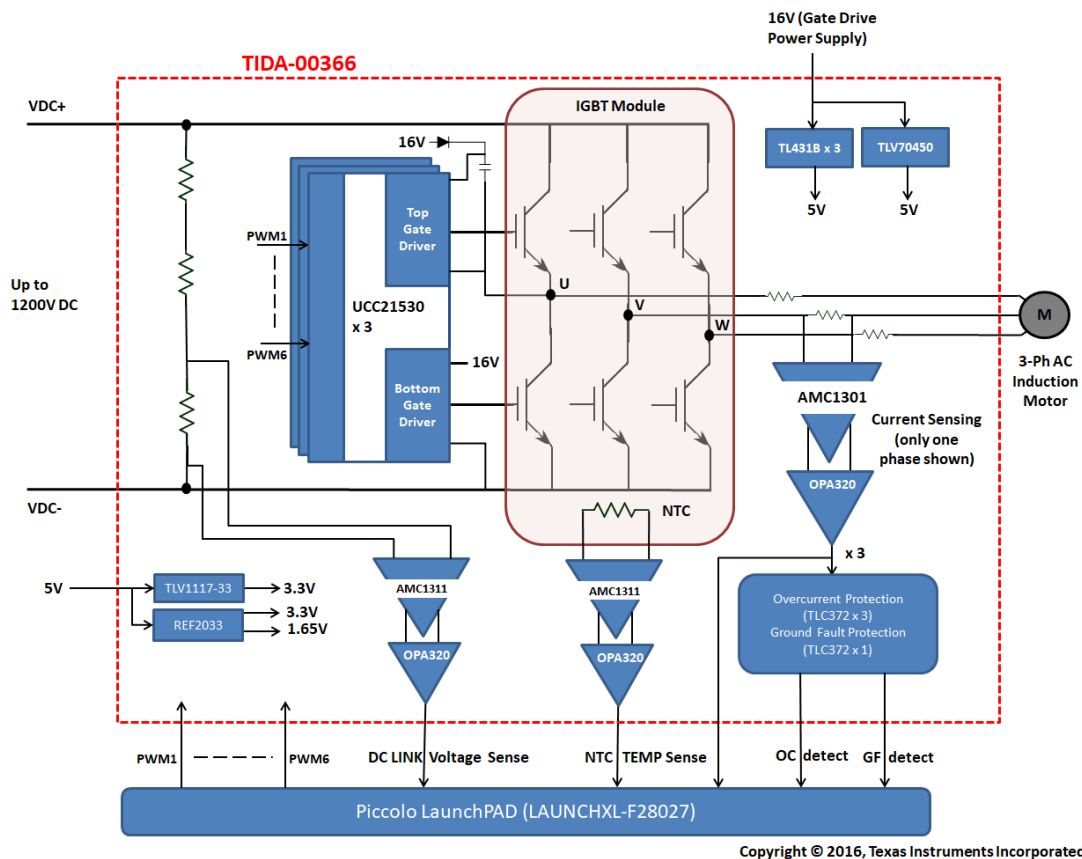 16V (Gate Drive
Power Supply)
TIDA-00366
VDC+
IGBT Module
16V
TL431B x 3
TLV70450
5V
5V
Top
Gate
Driver
PWM1
U
Up to
1200V DC
UCC21530
x 3
V
M
W
PWM6
16V
3-Ph AC
Induction
Motor
Bottom
Gate
Driver
AMC1301
Current Sensing
(only one
phase shown)
OPA320
VDC-
NTC
x 3
5V
TLV1117-33
3.3V
REF2033
3.3V
1.65V
AMC1311
AMC1311
OPA320
OPA320
Overcurrent Protection
(TLC372 x 3)
Ground Fault Protection
(TLC372 x 1)
PWM1
PWM6
DC LINK Voltage Sense
NTC TEMP Sense
OC detect
GF detect
Piccolo LaunchPAD (LAUNCHXL-F28027)
Copyright © 2016, Texas Instruments Incorporated